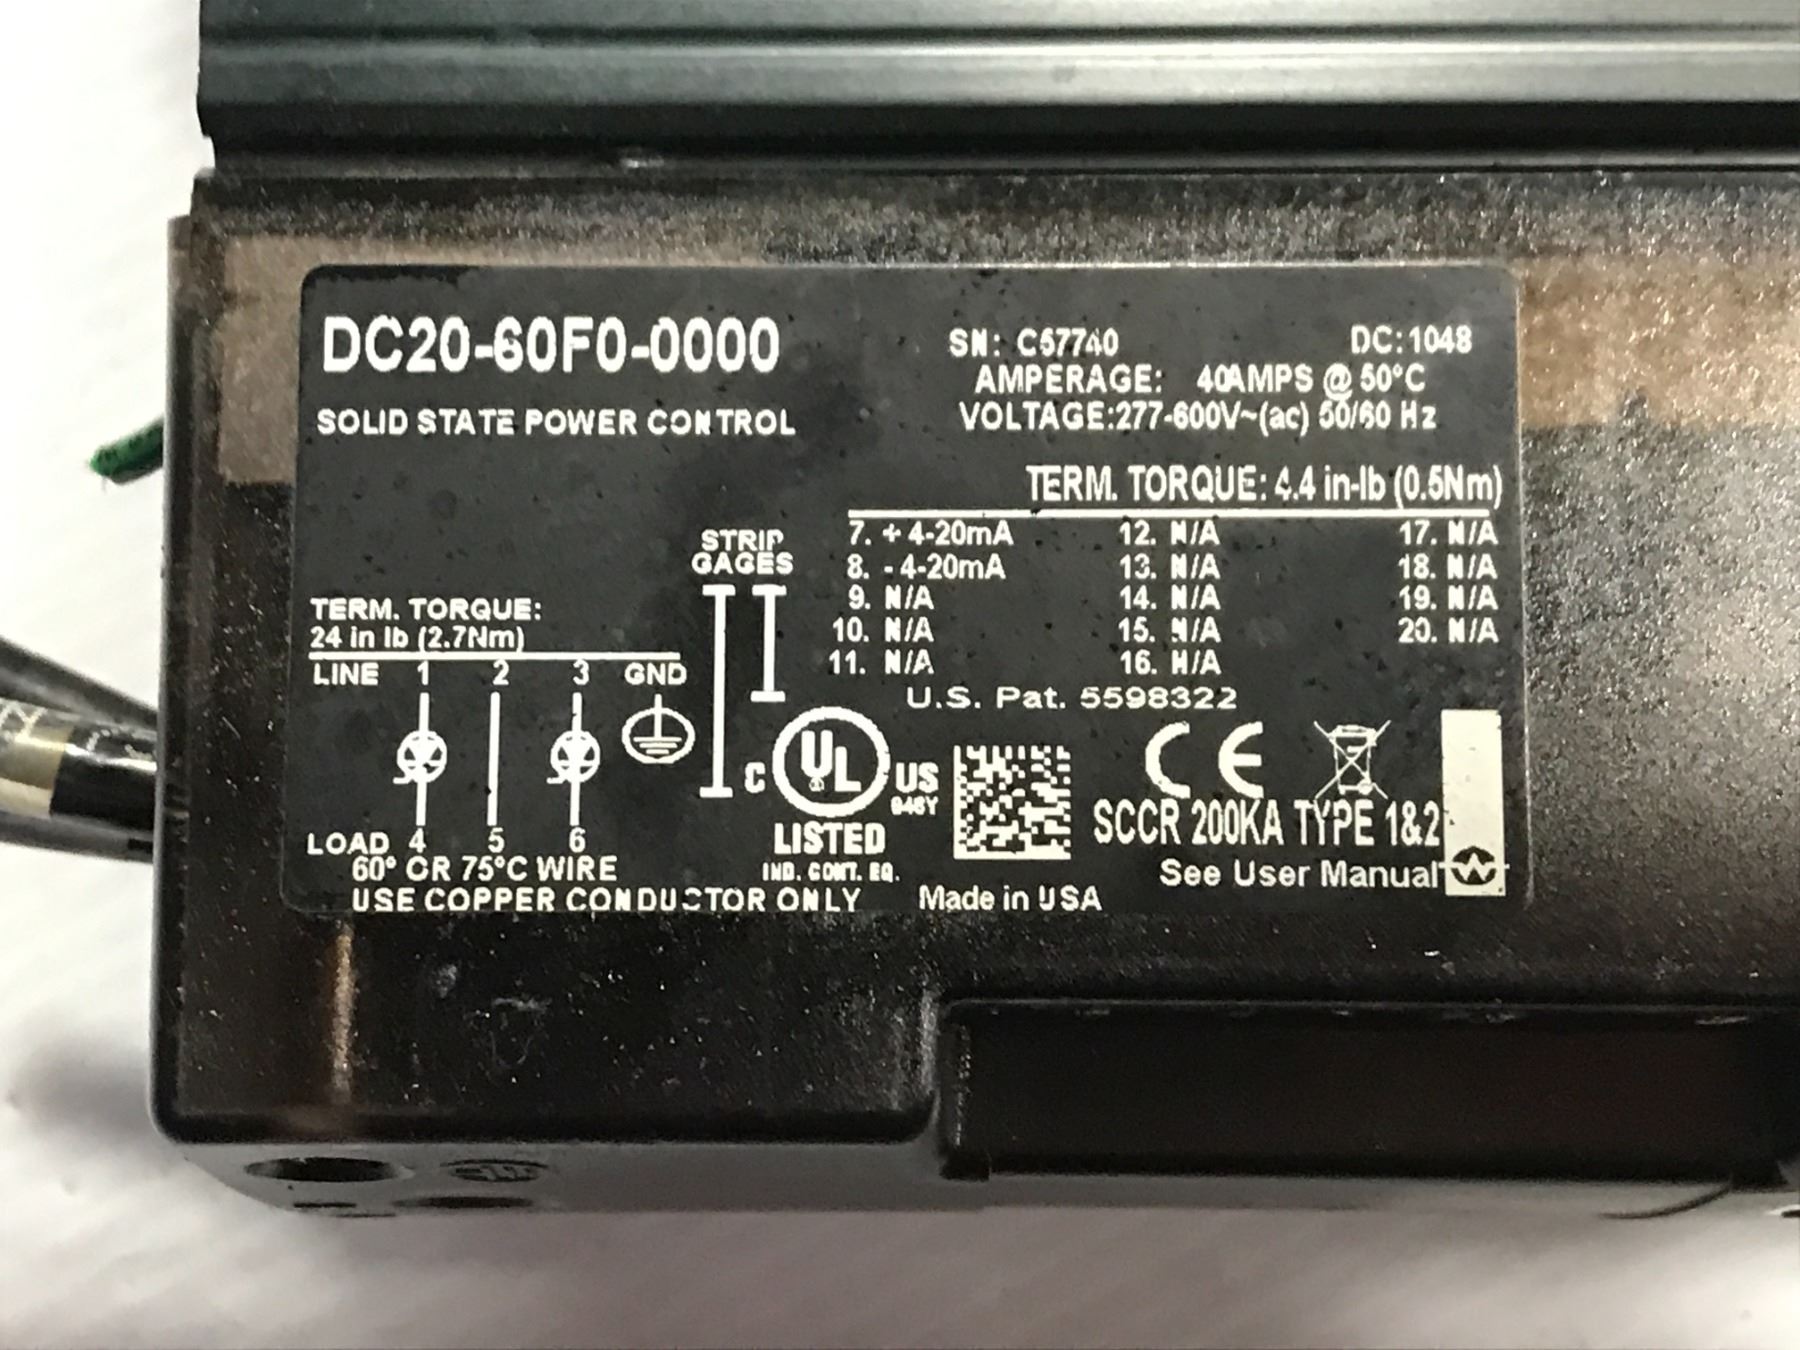 DC20-60F0-0000
SOLID STATE POWER CONTROL
SN: C57740 DC:1048
AMPERAGE: 40AMPS @ 50°C
VOLTAGE:277-600V~(ac) 50/60 Hz
TERM. TORQUE: 4.4 in-lb (0.5Nm)
7. + 4-20mA 12. N/A 17. N/A
8. - 4-20mA 13. N/A 18. N/A
9. N/A 14. N/A 19. N/A
10. N/A 15. N/A 20. N/A
11. N/A 16. N/A
U.S. Pat. 5598322
STRIP
GAGES
TERM. TORQUE:
24 in lb (2.7Nm)
LINE 1 2 3 GND
LOAD 4 5 6
60° OR 75°C WIRE
USE COPPER CONDUCTOR ONLY
C UL US
LISTED
IND. CONT. EQ.
CE
SCCR 200KA TYPE 1&2
See User Manual
Made in USA